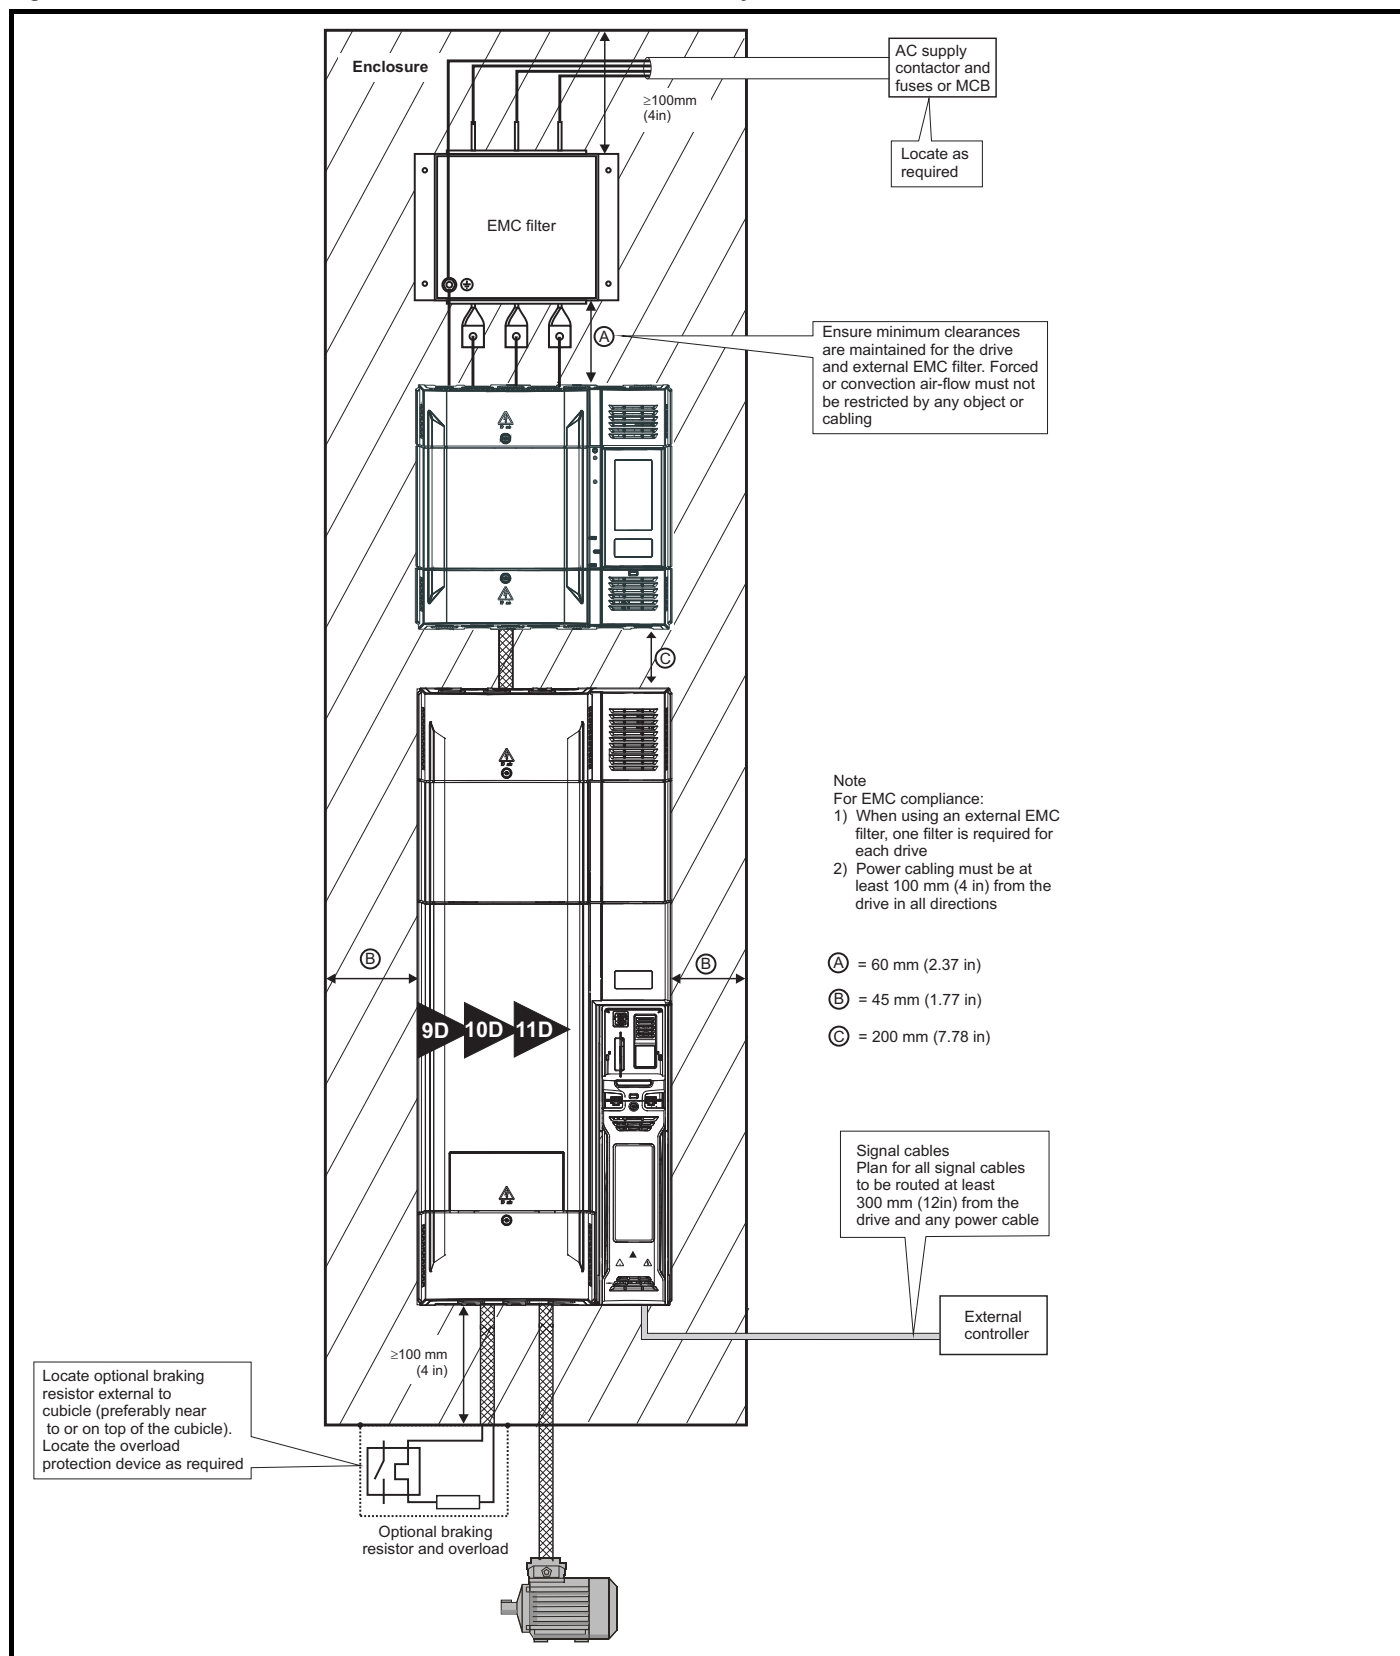 Enclosure
AC supply
contactor and
fuses or MCB
≥100mm
(4in)
Locate as
required
EMC filter
A
Ensure minimum clearances
are maintained for the drive
and external EMC filter. Forced
or convection air-flow must not
be restricted by any object or
cabling
C
Note
For EMC compliance:
1) When using an external EMC
filter, one filter is required for
each drive
2) Power cabling must be at
least 100 mm (4 in) from the
drive in all directions
B
B
A = 60 mm (2.37 in)
B = 45 mm (1.77 in)
C = 200 mm (7.78 in)
9D 10D 11D
Signal cables
Plan for all signal cables
to be routed at least
300 mm (12in) from the
drive and any power cable
External
controller
≥100 mm
(4 in)
Locate optional braking
resistor external to
cubicle (preferably near
to or on top of the cubicle).
Locate the overload
protection device as required
Optional braking
resistor and overload